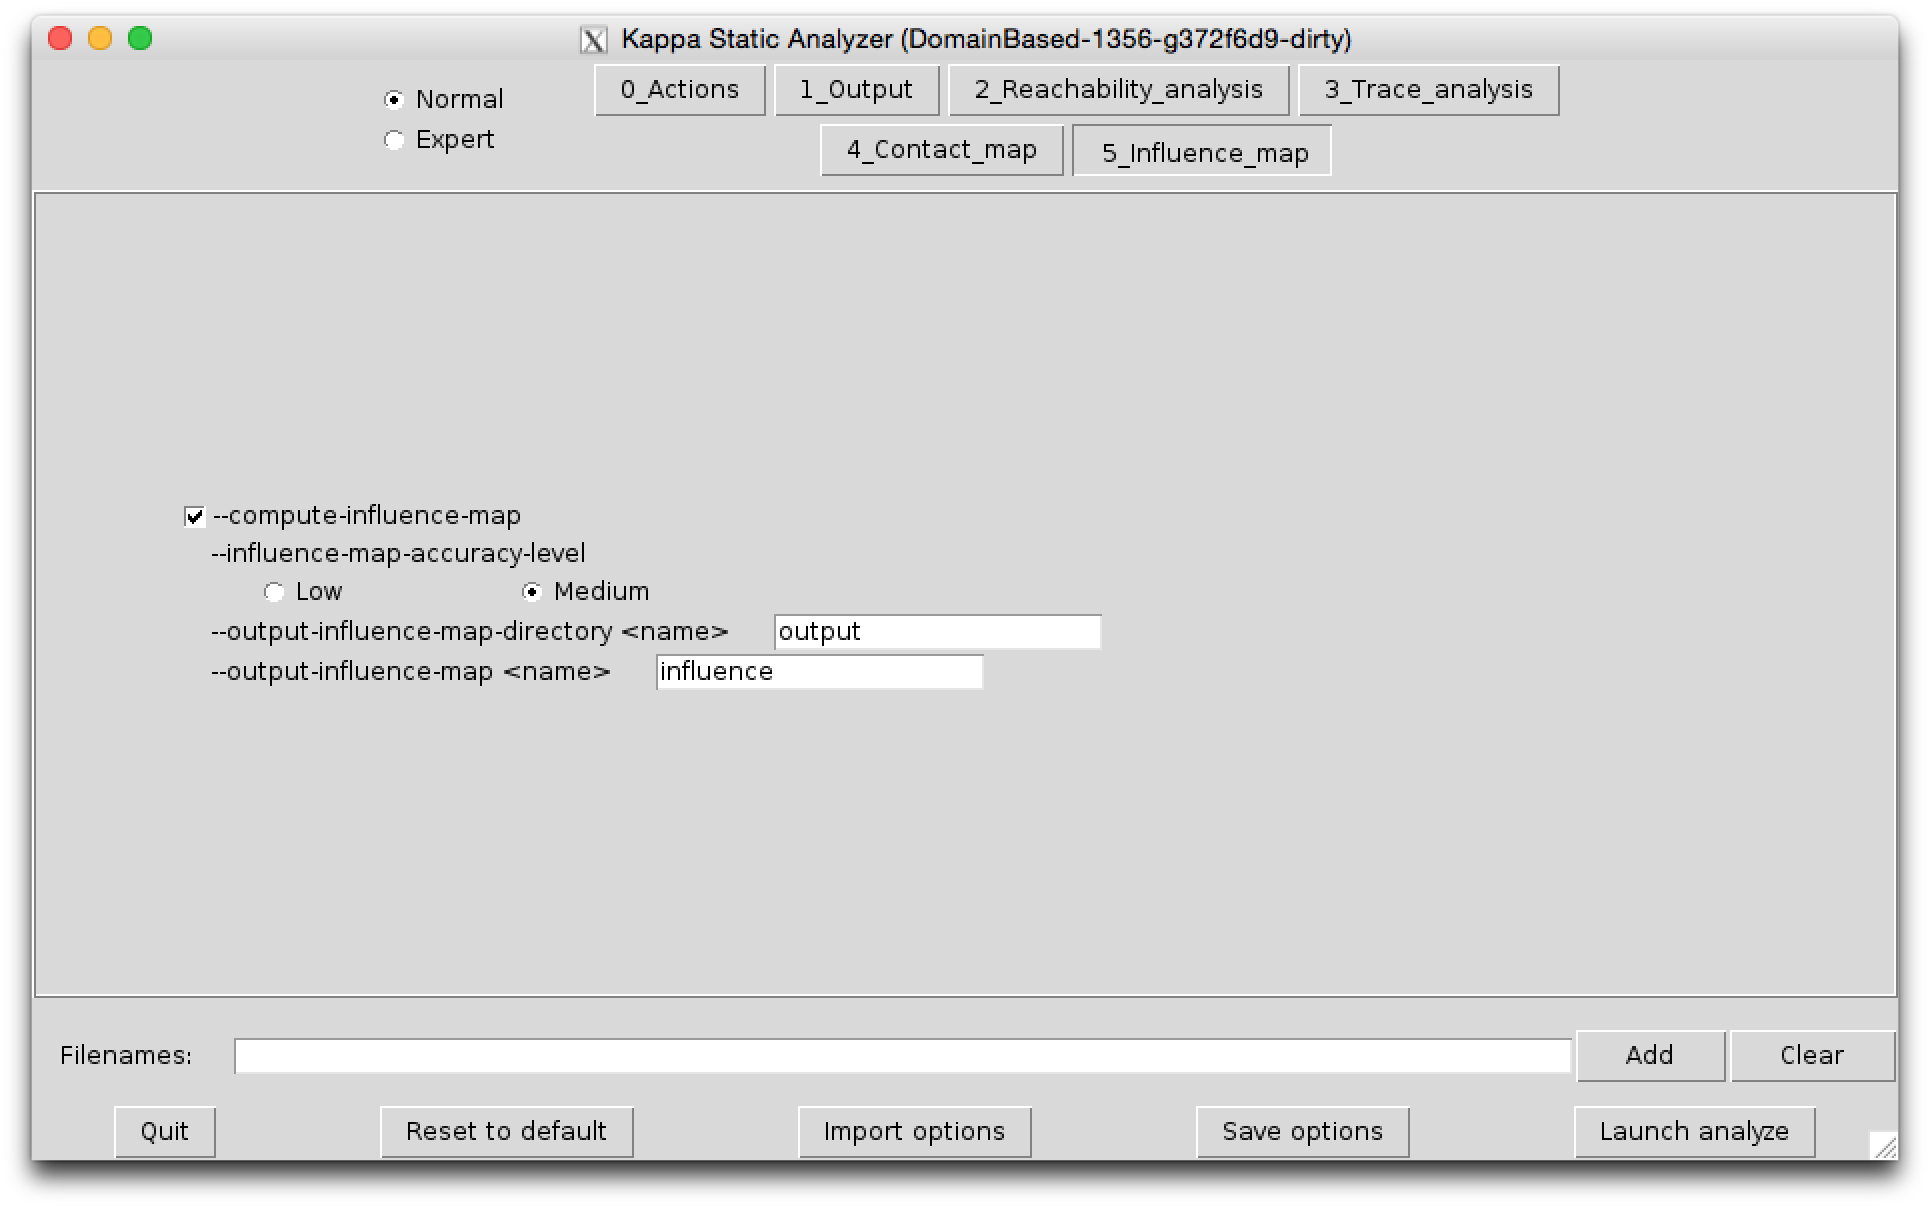 Kappa Static Analyzer (DomainBased-1356-g372f6d9-dirty)
Normal
Expert
0_Actions 1_Output 2_Reachability_analysis 3_Trace_analysis
4_Contact_map 5_Influence_map
--compute-influence-map
--influence-map-accuracy-level
Low Medium
--output-influence-map-directory <name> output
--output-influence-map <name> influence
Filenames: Add Clear
Quit Reset to default Import options Save options Launch analyze